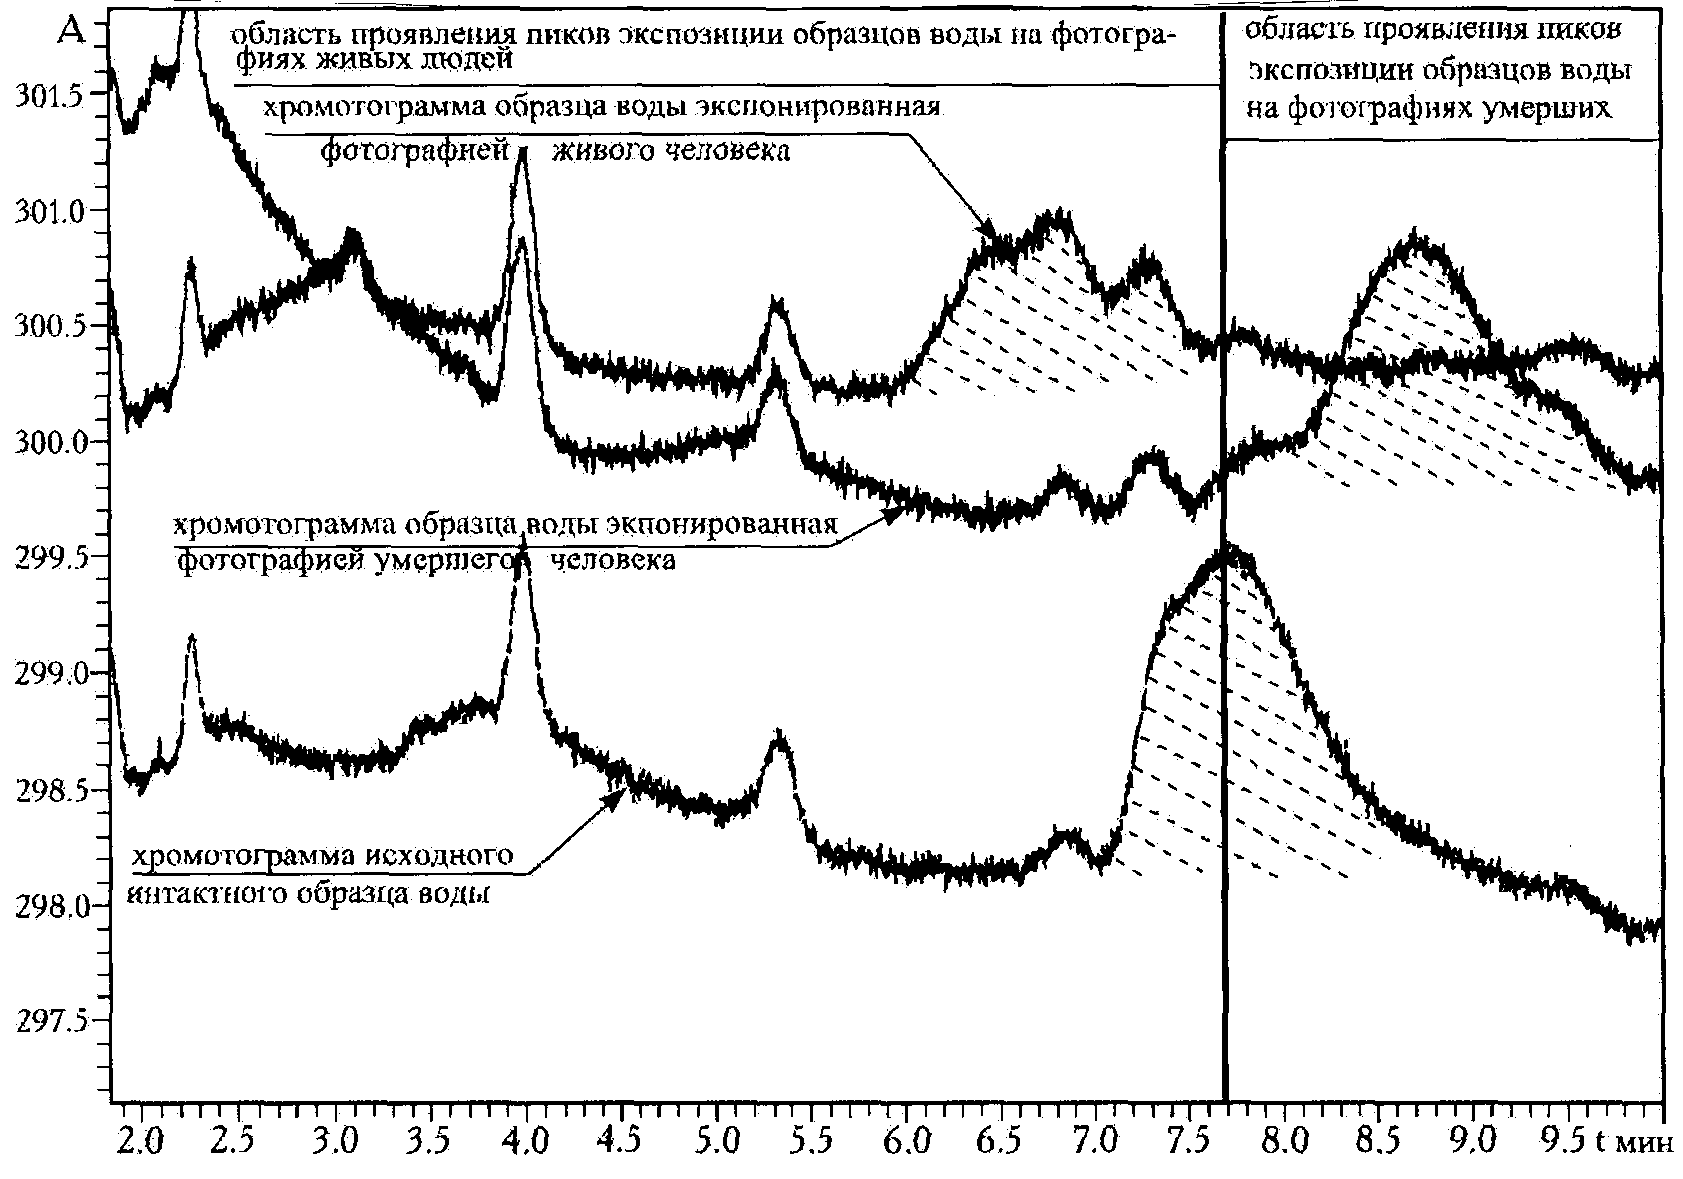 А
область проявления пиков экспозиции образцов воды на фотогра-
фиях живых людей
область проявления пиков
экспозиции образцов воды
на фотографиях умерших
хромотограмма образца воды экспонированная
фотографией живого человека
хромотограмма образца воды экпонированная
фотографией умершего человека
хромотограмма исходного
интактного образца воды
301.5
301.0
300.5
300.0
299.5
299.0
298.5
298.0
297.5
2.0 2.5 3.0 3.5 4.0 4.5 5.0 5.5 6.0 6.5 7.0 7.5 8.0 8.5 9.0 9.5 t мин